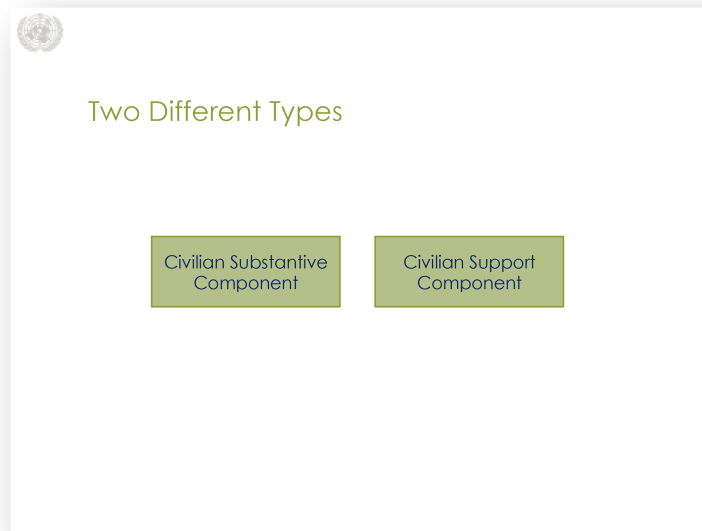 Two Different Types
Civilian Substantive
Component
Civilian Support
Component